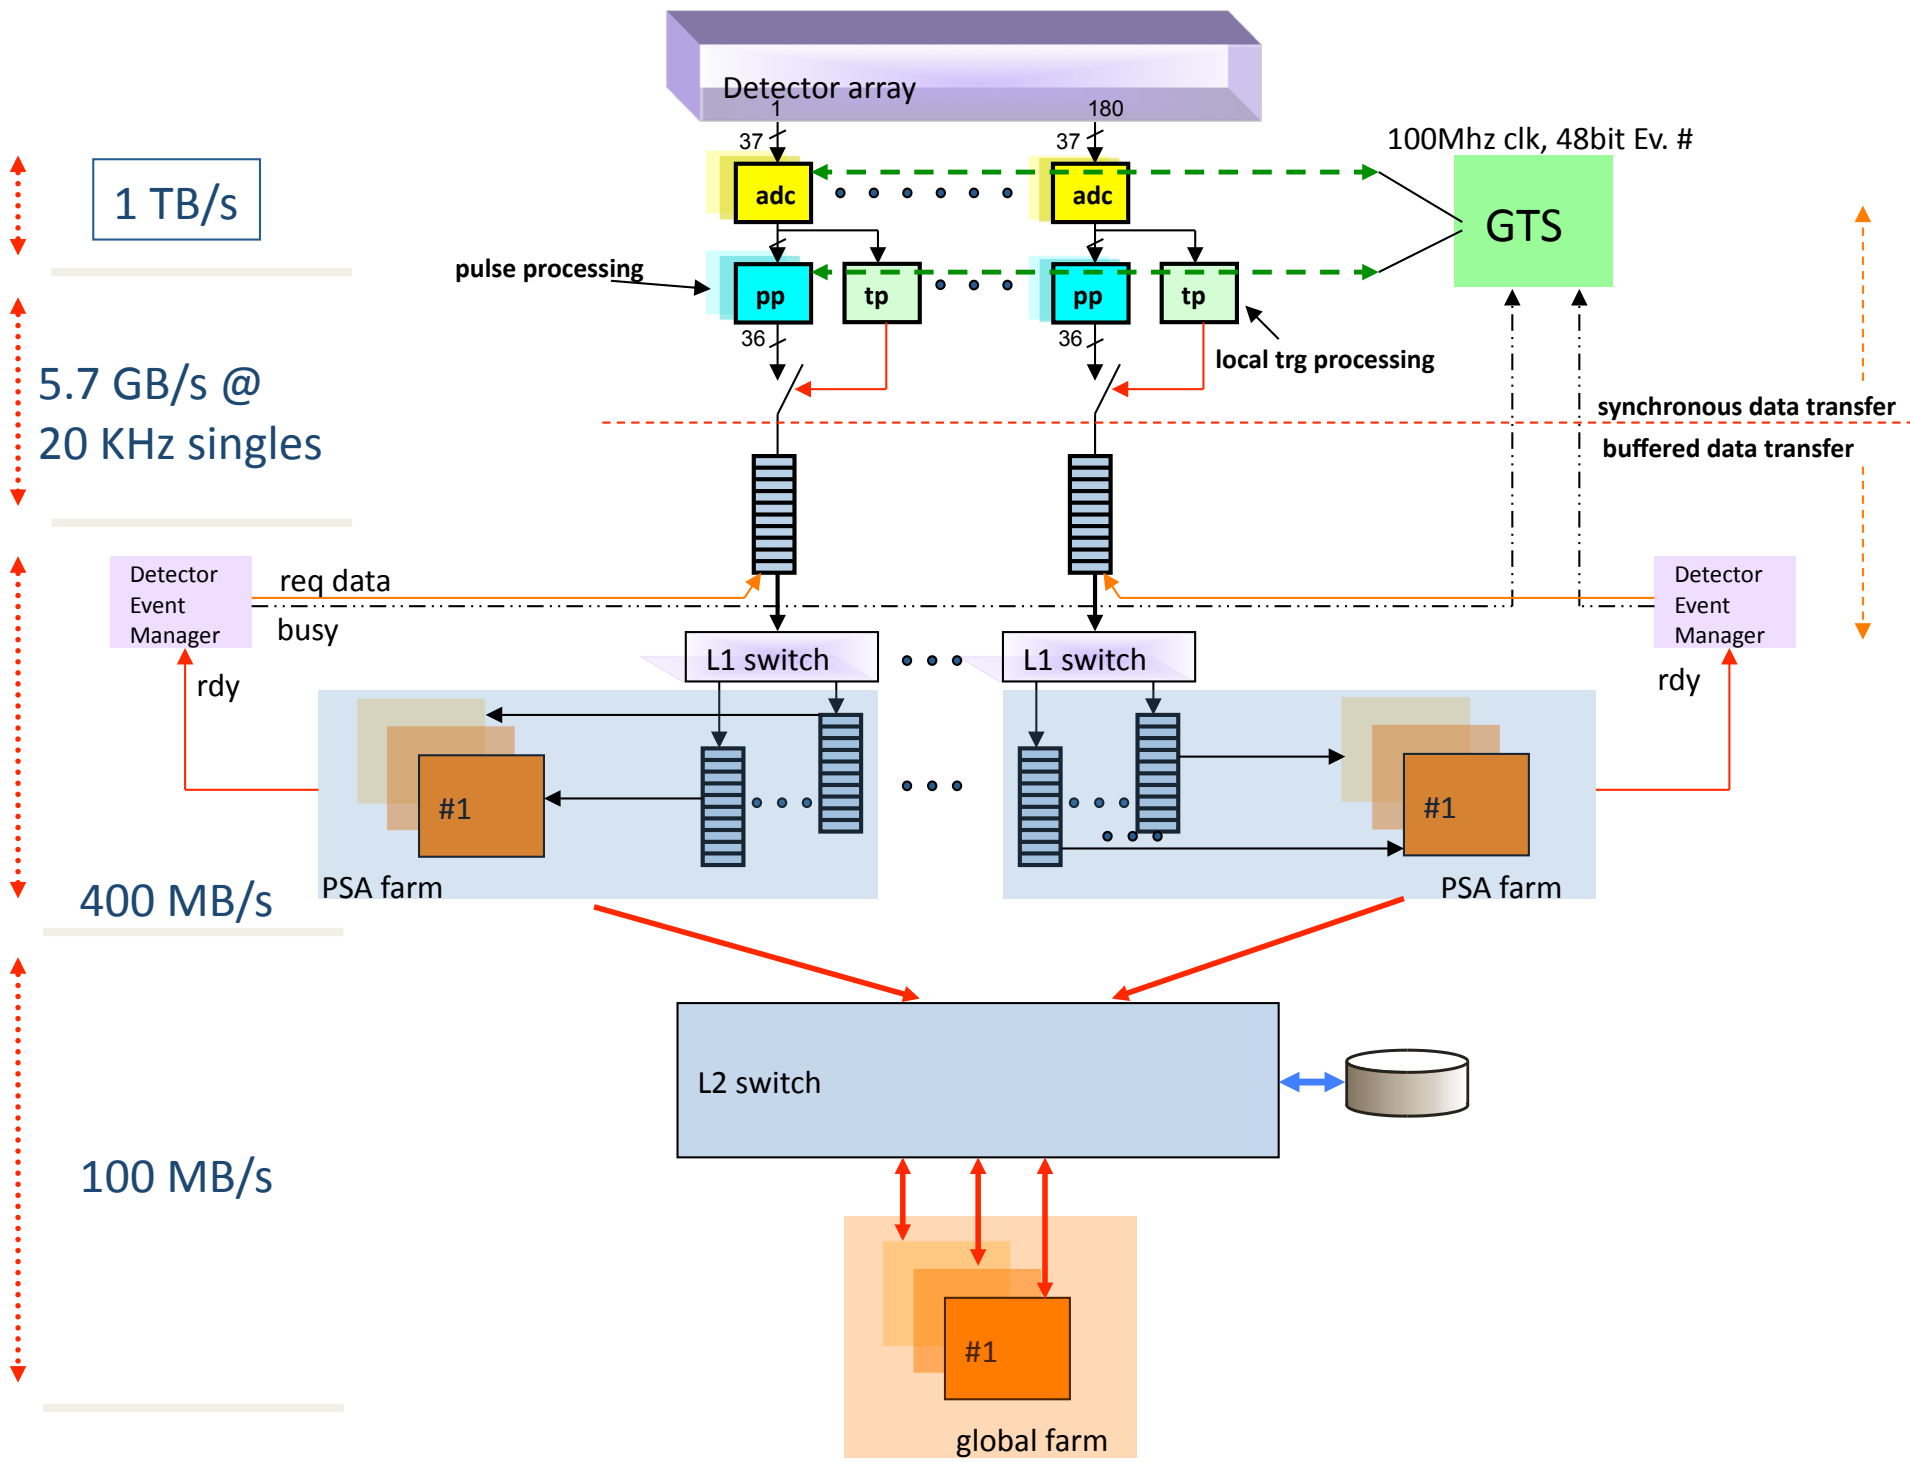 Detector array
1
180
37
37
100Mhz clk, 48bit Ev. #
1 TB/s
adc
adc
GTS
pulse processing
pp
tp
pp
tp
36
36
local trg processing
5.7 GB/s @
20 KHz singles
synchronous data transfer
buffered data transfer
Detector
Event
Manager
req data
busy
rdy
Detector
Event
Manager
rdy
L1 switch
L1 switch
#1
#1
PSA farm
PSA farm
400 MB/s
L2 switch
100 MB/s
#1
global farm